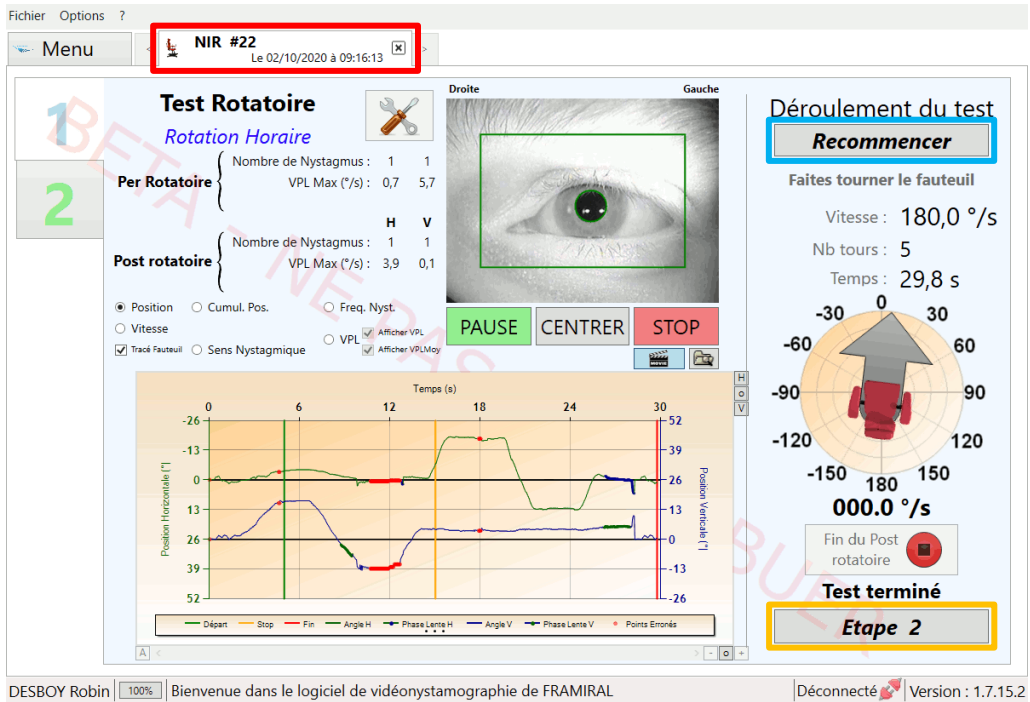 Fichier Options ?
Menu
< NIR #22 >
Le 02/10/2020 à 09:16:13
1
2
Test Rotatoire
Rotation Horaire
Nombre de Nystagmus : 1 1
Per Rotatoire
VPL Max (°/s) : 0,7 5,7
H V
Nombre de Nystagmus : 1 1
Post rotatoire
VPL Max (°/s) : 3,9 0,1
Position Cumul. Pos. Freq. Nyst.
Vitesse VPL Afficher VPL
Tracé Fauteuil Sens Nystagmique Afficher VPLMoy
Droite Gauche
PAUSE CENTRER STOP
MOVIE
H
O
V
Temps (s)
0 6 12 18 24 30
-26 52
-13 39
0 26
13 13
26 0
39 -13
52 -26
Position Horizontale [°]
Position Verticale [°]
Départ Stop Fin Angle H Phase Lente H Angle V Phase Lente V Points Erronés
A < > - o +
Déroulement du test
Recommencer
Faites tourner le fauteuil
Vitesse : 180,0 °/s
Nb tours : 5
Temps : 29,8 s
0
-30 30
-60 60
-90 90
-120 120
-150 150
180
000.0 °/s
Fin du Post
rotatoire
Test terminé
Etape 2
BETA - NE PAS BUER
DESBOY Robin 100% Bienvenue dans le logiciel de vidéonystamographie de FRAMIRAL Déconnecté Version : 1.7.15.2